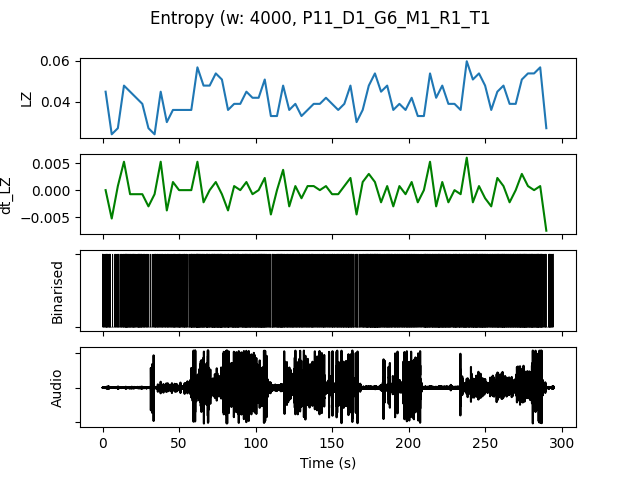 Entropy (w: 4000, P11_D1_G6_M1_R1_T1
0.06
0.04
LZ
0.005
0.000
−0.005
dt_LZ
Binarised
Audio
0 50 100 150 200 250 300
Time (s)